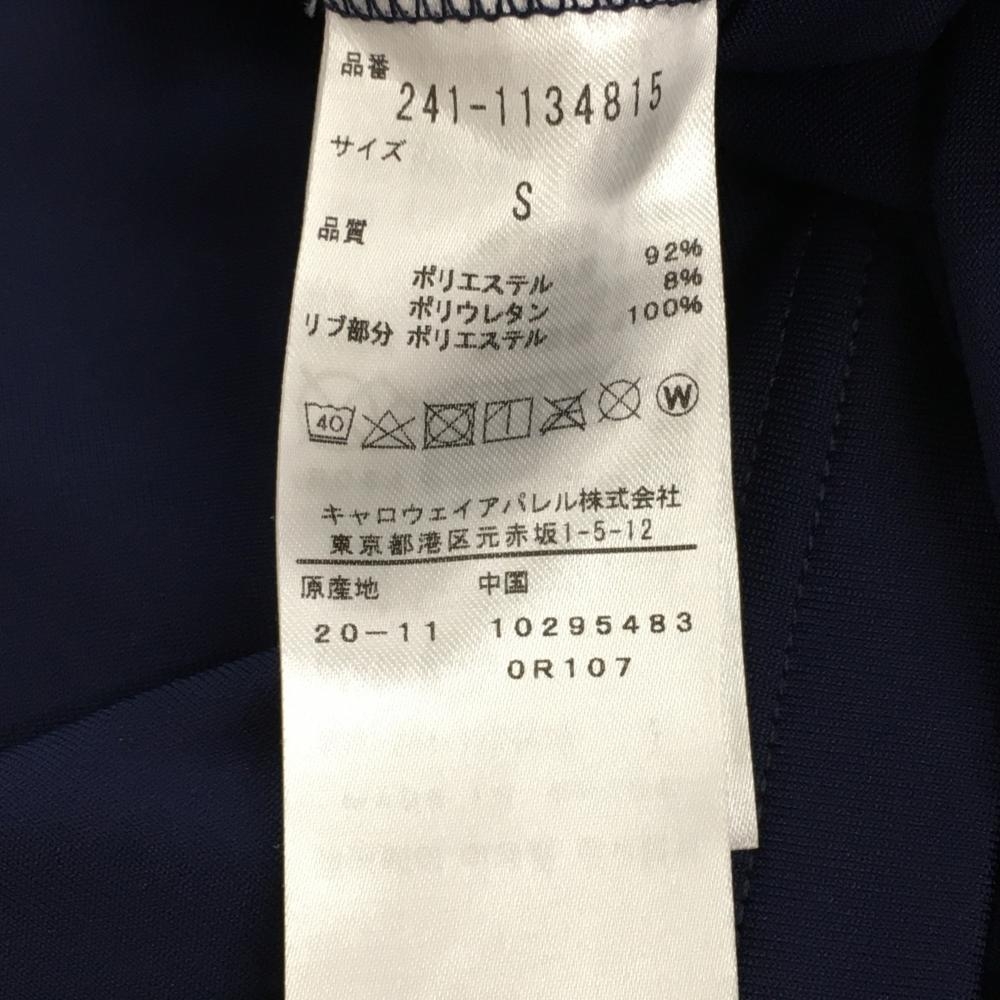 品番
241-1134815
サイズ
S
品質
ポリエステル 92%
ポリウレタン 8%
リブ部分 ポリエステル 100%
40
W
キャロウェイアパレル株式会社
東京都港区元赤坂1-5-12
原産地 中国
20-11 10295483
0R107